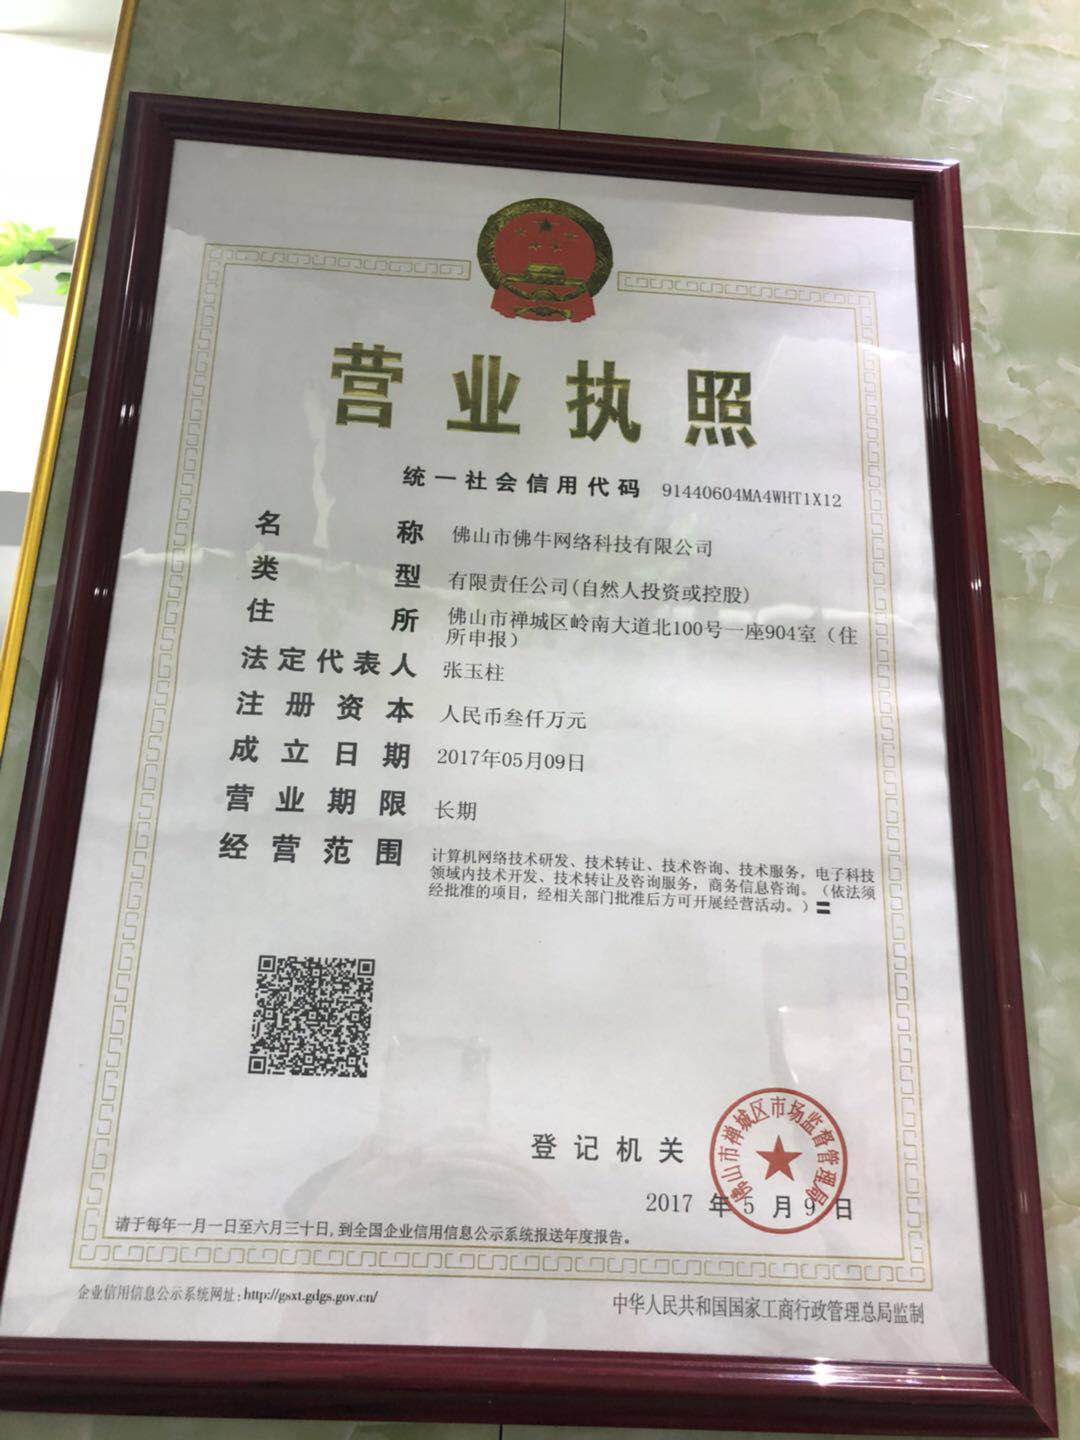 营业执照
统一社会信用代码 91440604MA4WHT1X12
名称 佛山市佛牛网络科技有限公司
类型 有限责任公司(自然人投资或控股)
住所 佛山市禅城区岭南大道北100号一座904室（住
所申报）
法定代表人 张玉柱
注册资本 人民币叁仟万元
成立日期 2017年05月09日
营业期限 长期
经营范围 计算机网络技术研发、技术转让、技术咨询、技术服务，电子科技
领域内技术开发、技术转让及咨询服务，商务信息咨询。（依法须
经批准的项目，经相关部门批准后方可开展经营活动。）〓
登记机关
佛山市禅城区市场监督管理局
2017 年 5 月 9 日
请于每年一月一日至六月三十日,到全国企业信用信息公示系统报送年度报告。
企业信用信息公示系统网址：http://gsxt.gdgs.gov.cn/
中华人民共和国国家工商行政管理总局监制